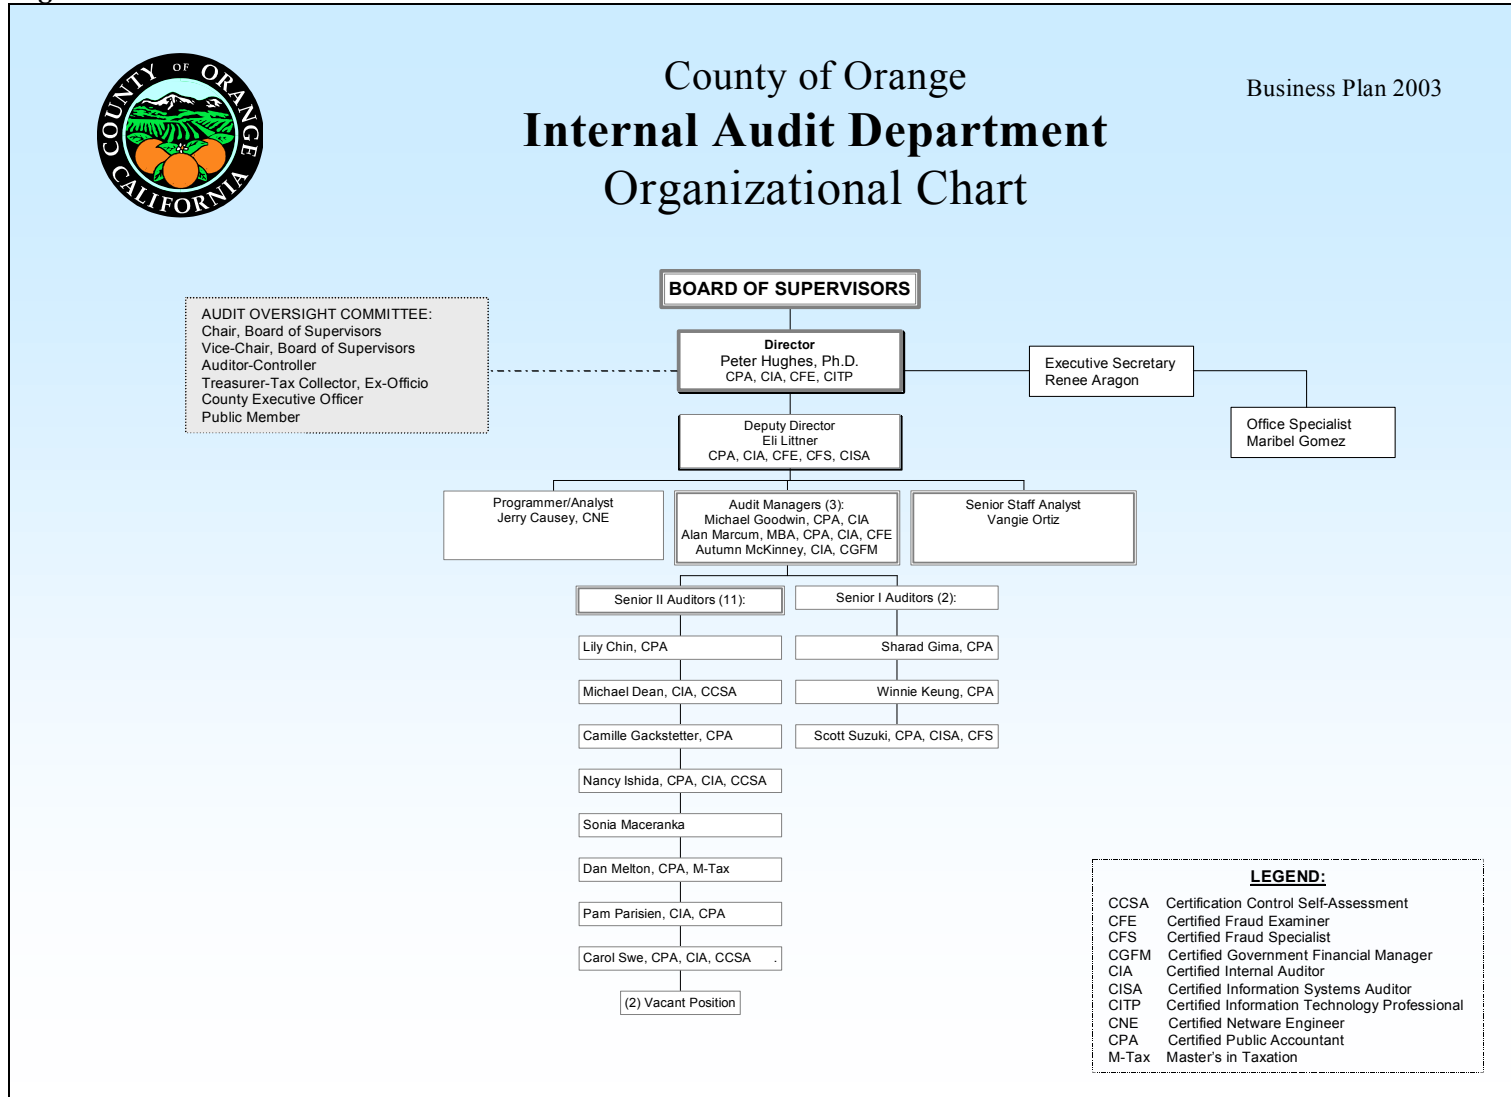 COUNTY OF ORANGE
CALIFORNIA
County of Orange
Internal Audit Department
Organizational Chart
Business Plan 2003
BOARD OF SUPERVISORS
AUDIT OVERSIGHT COMMITTEE:
Chair, Board of Supervisors
Vice-Chair, Board of Supervisors
Auditor-Controller
Treasurer-Tax Collector, Ex-Officio
County Executive Officer
Public Member
Director
Peter Hughes, Ph.D.
CPA, CIA, CFE, CITP
Executive Secretary
Renee Aragon
Office Specialist
Maribel Gomez
Deputy Director
Eli Littner
CPA, CIA, CFE, CFS, CISA
Programmer/Analyst
Jerry Causey, CNE
Audit Managers (3):
Michael Goodwin, CPA, CIA
Alan Marcum, MBA, CPA, CIA, CFE
Autumn McKinney, CIA, CGFM
Senior Staff Analyst
Vangie Ortiz
Senior II Auditors (11):
Lily Chin, CPA
Michael Dean, CIA, CCSA
Camille Gackstetter, CPA
Nancy Ishida, CPA, CIA, CCSA
Sonia Maceranka
Dan Melton, CPA, M-Tax
Pam Parisien, CIA, CPA
Carol Swe, CPA, CIA, CCSA .
(2) Vacant Position
Senior I Auditors (2):
Sharad Gima, CPA
Winnie Keung, CPA
Scott Suzuki, CPA, CISA, CFS
LEGEND:
CCSA Certification Control Self-Assessment
CFE Certified Fraud Examiner
CFS Certified Fraud Specialist
CGFM Certified Government Financial Manager
CIA Certified Internal Auditor
CISA Certified Information Systems Auditor
CITP Certified Information Technology Professional
CNE Certified Netware Engineer
CPA Certified Public Accountant
M-Tax Master's in Taxation